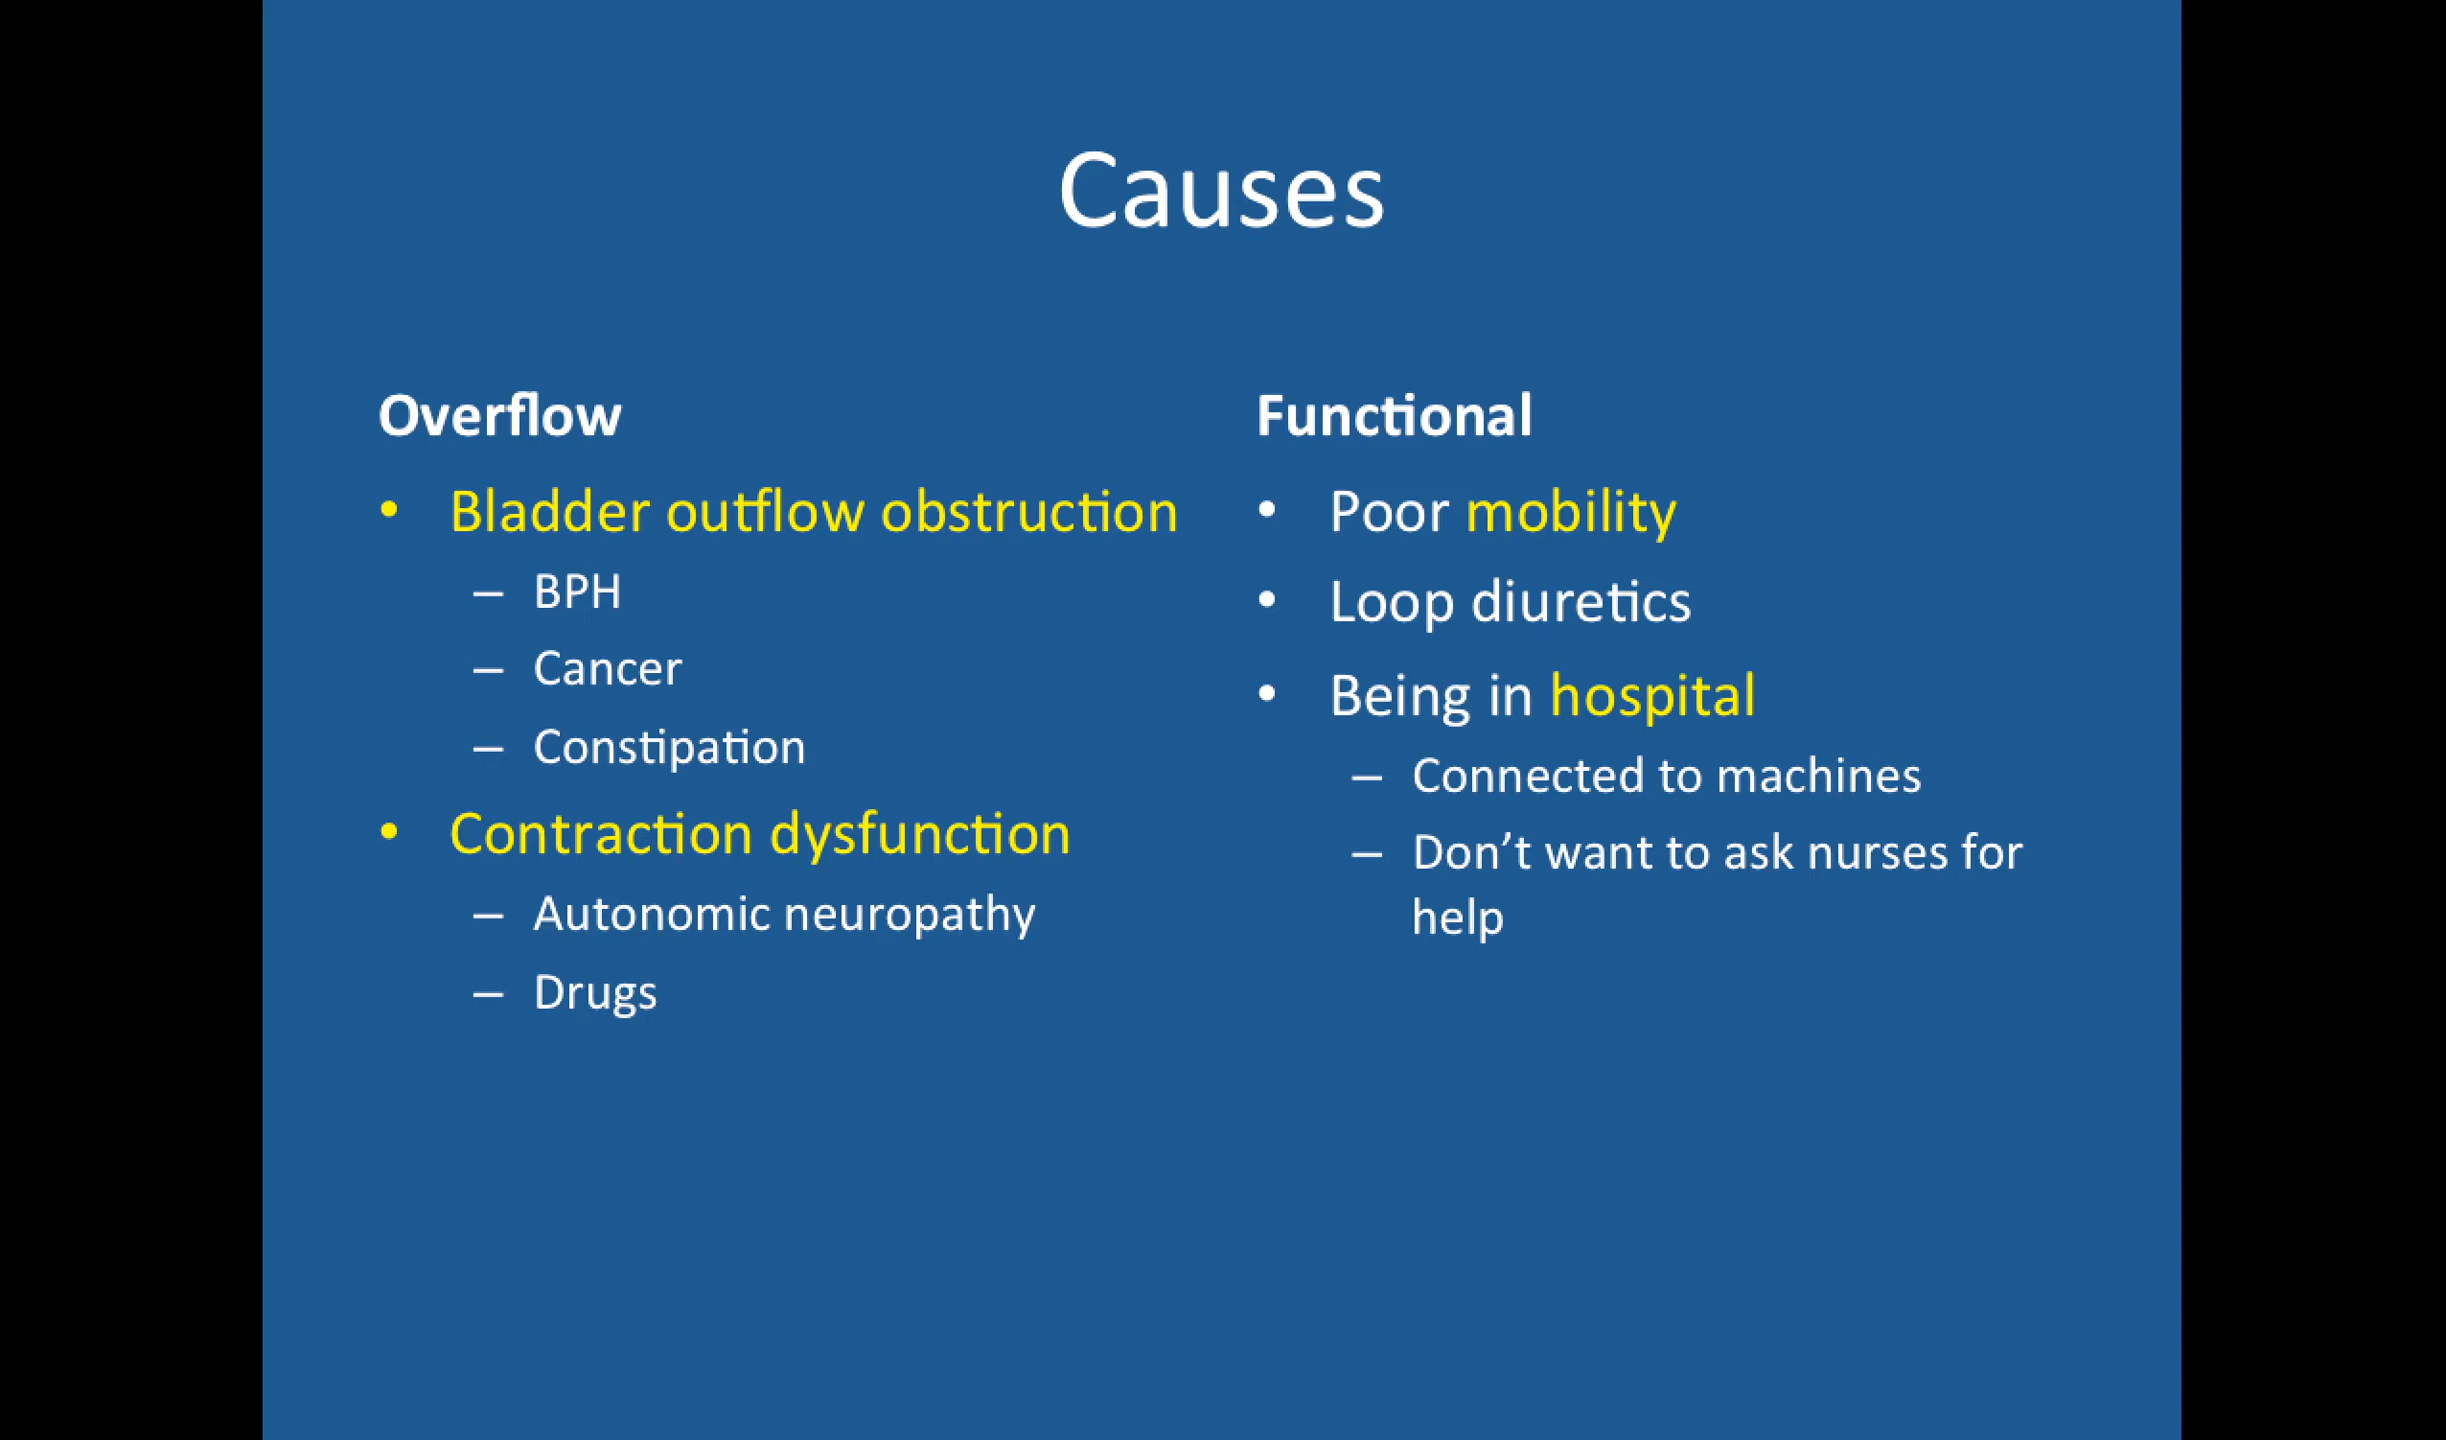 Causes
Overflow
• Bladder outflow obstruction
– BPH
– Cancer
– Constipation
• Contraction dysfunction
– Autonomic neuropathy
– Drugs
Functional
• Poor mobility
• Loop diuretics
• Being in hospital
– Connected to machines
– Don’t want to ask nurses for
help